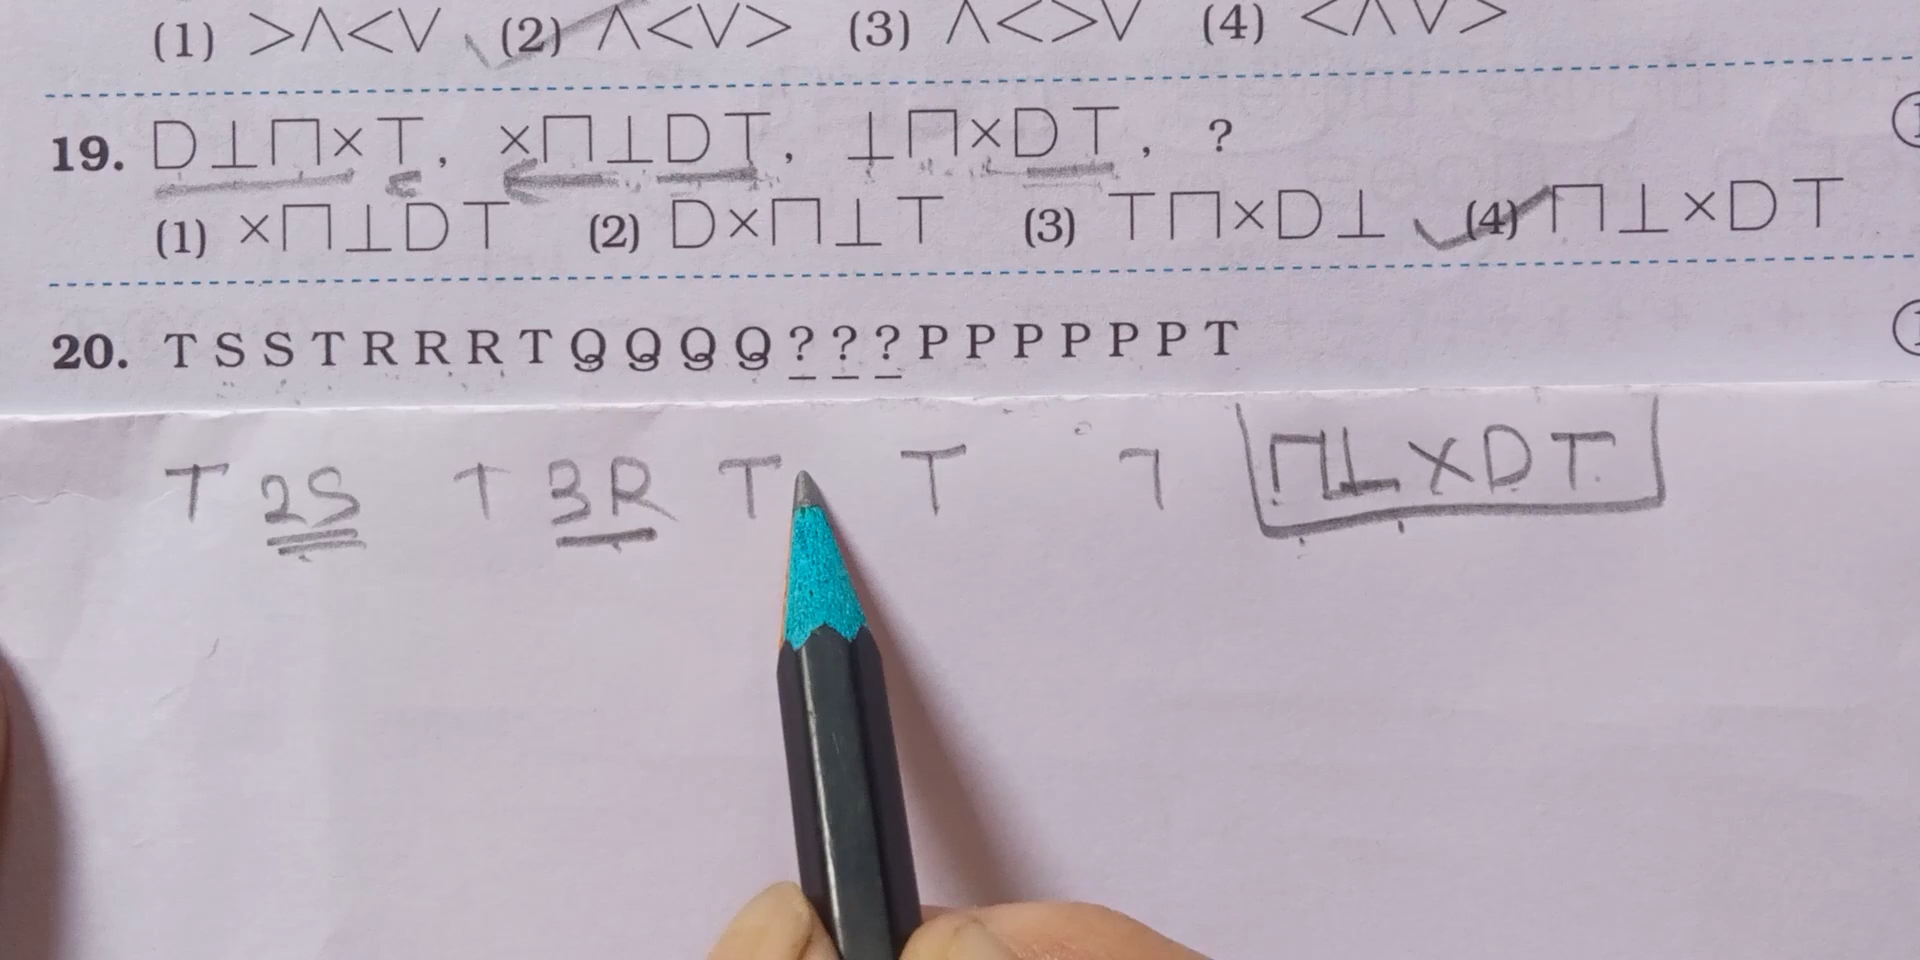 (1) >∧<∨ (2) ∧<∨> (3) ∧<>∨ (4) <∧∨>
19. D⊥⊓×T, ×⊓⊥DT, ⊥⊓×DT, ?
(1) ×⊓⊥DT (2) D×⊓⊥T (3) T⊓×D⊥ (4) ⊓⊥×DT
20. T S S T R R R T Q Q Q Q ? ? ? P P P P P P T
T 2S T 3R T T T ⊓⊥×DT